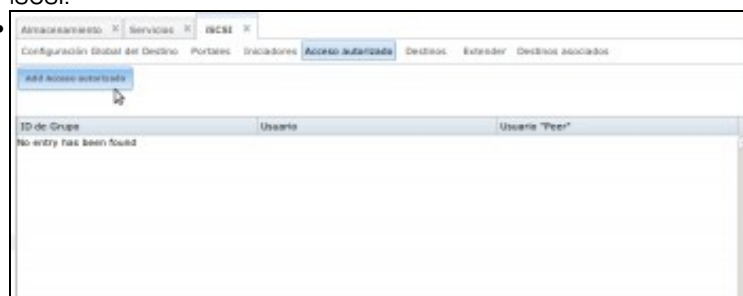 iSCSI.
Almacenamiento Servicios iSCSI
Configuración Global del Destino Portales Iniciadores Acceso autorizado Destinos Extender Destinos asociados
Add Acceso autorizado
ID de Grupo Usuario Usuario "Peer"
No entry has been found